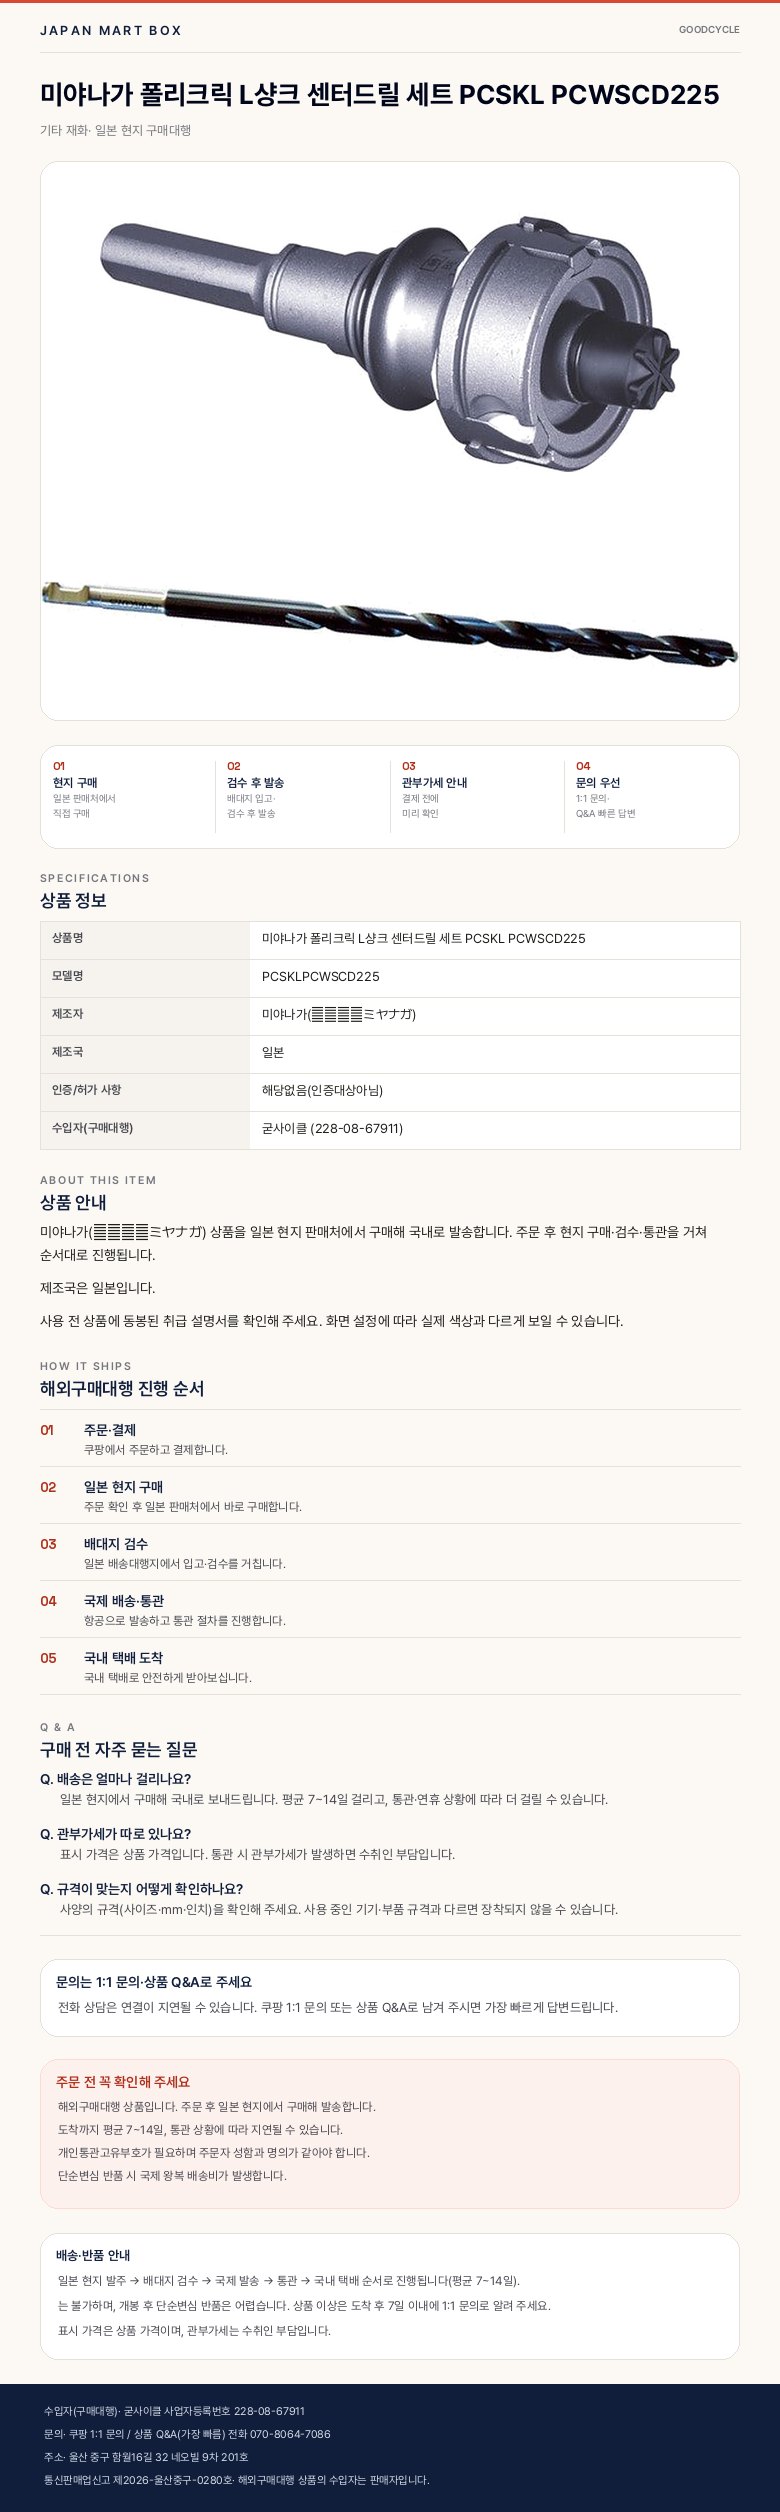 JAPAN MART BOX
GOODCYCLE
미야나가 폴리크릭 L샹크 센터드릴 세트 PCSKL PCWSCD225
기타 재화· 일본 현지 구매대행
01
현지 구매
일본 판매처에서
직접 구매
02
검수 후 발송
배대지 입고·
검수 후 발송
03
관부가세 안내
결제 전에
미리 확인
04
문의 우선
1:1 문의·
Q&A 빠른 답변
SPECIFICATIONS
상품 정보
상품명 미야나가 폴리크릭 L샹크 센터드릴 세트 PCSKL PCWSCD225
모델명 PCSKLPCWSCD225
제조자 미야나가(ミヤナガ)
제조국 일본
인증/허가 사항 해당없음(인증대상아님)
수입자(구매대행) 굳사이클 (228-08-67911)
ABOUT THIS ITEM
상품 안내
미야나가(ミヤナガ) 상품을 일본 현지 판매처에서 구매해 국내로 발송합니다. 주문 후 현지 구매·검수·통관을 거쳐
순서대로 진행됩니다.
제조국은 일본입니다.
사용 전 상품에 동봉된 취급 설명서를 확인해 주세요. 화면 설정에 따라 실제 색상과 다르게 보일 수 있습니다.
HOW IT SHIPS
해외구매대행 진행 순서
01 주문·결제
쿠팡에서 주문하고 결제합니다.
02 일본 현지 구매
주문 확인 후 일본 판매처에서 바로 구매합니다.
03 배대지 검수
일본 배송대행지에서 입고·검수를 거칩니다.
04 국제 배송·통관
항공으로 발송하고 통관 절차를 진행합니다.
05 국내 택배 도착
국내 택배로 안전하게 받아보십니다.
Q & A
구매 전 자주 묻는 질문
Q. 배송은 얼마나 걸리나요?
일본 현지에서 구매해 국내로 보내드립니다. 평균 7~14일 걸리고, 통관·연휴 상황에 따라 더 걸릴 수 있습니다.
Q. 관부가세가 따로 있나요?
표시 가격은 상품 가격입니다. 통관 시 관부가세가 발생하면 수취인 부담입니다.
Q. 규격이 맞는지 어떻게 확인하나요?
사양의 규격(사이즈·mm·인치)을 확인해 주세요. 사용 중인 기기·부품 규격과 다르면 장착되지 않을 수 있습니다.
문의는 1:1 문의·상품 Q&A로 주세요
전화 상담은 연결이 지연될 수 있습니다. 쿠팡 1:1 문의 또는 상품 Q&A로 남겨 주시면 가장 빠르게 답변드립니다.
주문 전 꼭 확인해 주세요
해외구매대행 상품입니다. 주문 후 일본 현지에서 구매해 발송합니다.
도착까지 평균 7~14일, 통관 상황에 따라 지연될 수 있습니다.
개인통관고유부호가 필요하며 주문자 성함과 명의가 같아야 합니다.
단순변심 반품 시 국제 왕복 배송비가 발생합니다.
배송·반품 안내
일본 현지 발주 → 배대지 검수 → 국제 발송 → 통관 → 국내 택배 순서로 진행됩니다(평균 7~14일).
는 불가하며, 개봉 후 단순변심 반품은 어렵습니다. 상품 이상은 도착 후 7일 이내에 1:1 문의로 알려 주세요.
표시 가격은 상품 가격이며, 관부가세는 수취인 부담입니다.
수입자(구매대행)· 굳사이클 사업자등록번호 228-08-67911
문의· 쿠팡 1:1 문의 / 상품 Q&A(가장 빠름) 전화 070-8064-7086
주소· 울산 중구 함월16길 32 네오빌 9차 201호
통신판매업신고 제2026-울산중구-0280호· 해외구매대행 상품의 수입자는 판매자입니다.